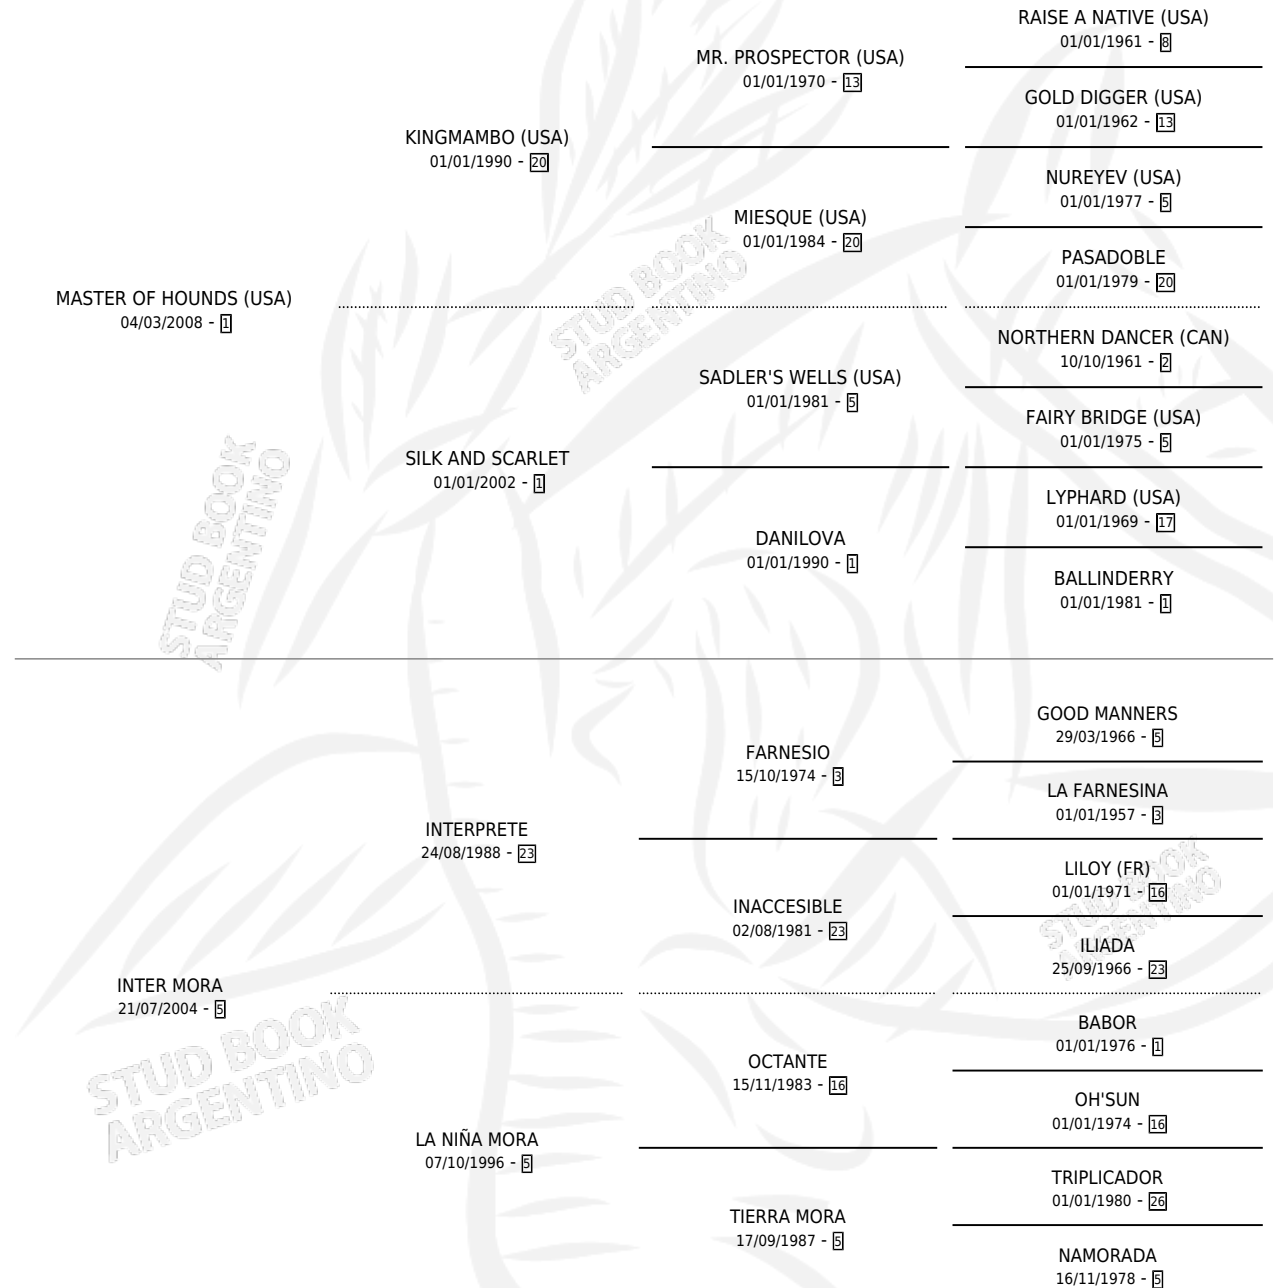 RAISE A NATIVE (USA)
01/01/1961 - 8
MR. PROSPECTOR (USA)
01/01/1970 - 13
GOLD DIGGER (USA)
01/01/1962 - 13
KINGMAMBO (USA)
01/01/1990 - 20
NUREYEV (USA)
01/01/1977 - 5
MIESQUE (USA)
01/01/1984 - 20
PASADOBLE
01/01/1979 - 20
MASTER OF HOUNDS (USA)
04/03/2008 - 1
NORTHERN DANCER (CAN)
10/10/1961 - 2
SADLER'S WELLS (USA)
01/01/1981 - 5
FAIRY BRIDGE (USA)
01/01/1975 - 5
SILK AND SCARLET
01/01/2002 - 1
LYPHARD (USA)
01/01/1969 - 17
DANILOVA
01/01/1990 - 1
BALLINDERRY
01/01/1981 - 1
GOOD MANNERS
29/03/1966 - 5
FARNESIO
15/10/1974 - 3
LA FARNESINA
01/01/1957 - 3
INTERPRETE
24/08/1988 - 23
LILOY (FR)
01/01/1971 - 16
INACCESIBLE
02/08/1981 - 23
ILIADA
25/09/1966 - 23
INTER MORA
21/07/2004 - 5
BABOR
01/01/1976 - 1
OCTANTE
15/11/1983 - 16
OH'SUN
01/01/1974 - 16
LA NIÑA MORA
07/10/1996 - 5
TRIPLICADOR
01/01/1980 - 26
TIERRA MORA
17/09/1987 - 5
NAMORADA
16/11/1978 - 5
STUD BOOK
ARGENTINO
STUD BOOK
ARGENTINO
STUD BOOK
ARGENTINO
STUD BOOK
ARGENTINO